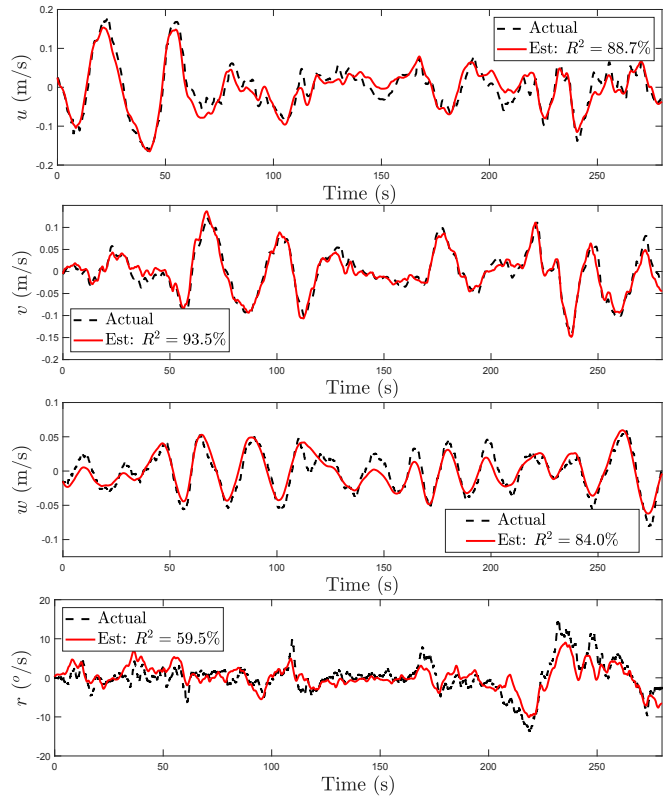 0.2
0.1
0
-0.1
-0.2
u (m/s)
Actual
Est: R² = 88.7%
0 50 100 150 200 250
Time (s)
0.1
0.05
0
-0.05
-0.1
-0.15
-0.2
v (m/s)
Actual
Est: R² = 93.5%
0 50 100 150 200 250
Time (s)
0.1
0.05
0
-0.05
-0.1
w (m/s)
Actual
Est: R² = 84.0%
0 50 100 150 200 250
Time (s)
20
10
0
-10
-20
r (°/s)
Actual
Est: R² = 59.5%
0 50 100 150 200 250
Time (s)